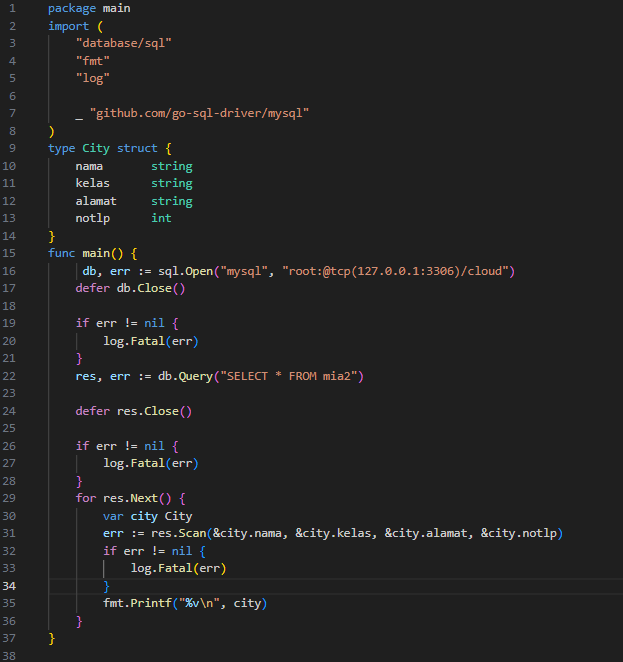 1 package main
2 import (
3 "database/sql"
4 "fmt"
5 "log"
6
7 _ "github.com/go-sql-driver/mysql"
8 )
9 type City struct {
10 nama string
11 kelas string
12 alamat string
13 notlp int
14 }
15 func main() {
16 db, err := sql.Open("mysql", "root:@tcp(127.0.0.1:3306)/cloud")
17 defer db.Close()
18
19 if err != nil {
20 log.Fatal(err)
21 }
22 res, err := db.Query("SELECT * FROM mia2")
23
24 defer res.Close()
25
26 if err != nil {
27 log.Fatal(err)
28 }
29 for res.Next() {
30 var city City
31 err := res.Scan(&city.nama, &city.kelas, &city.alamat, &city.notlp)
32 if err != nil {
33 log.Fatal(err)
34 }
35 fmt.Printf("%v\n", city)
36 }
37 }
38